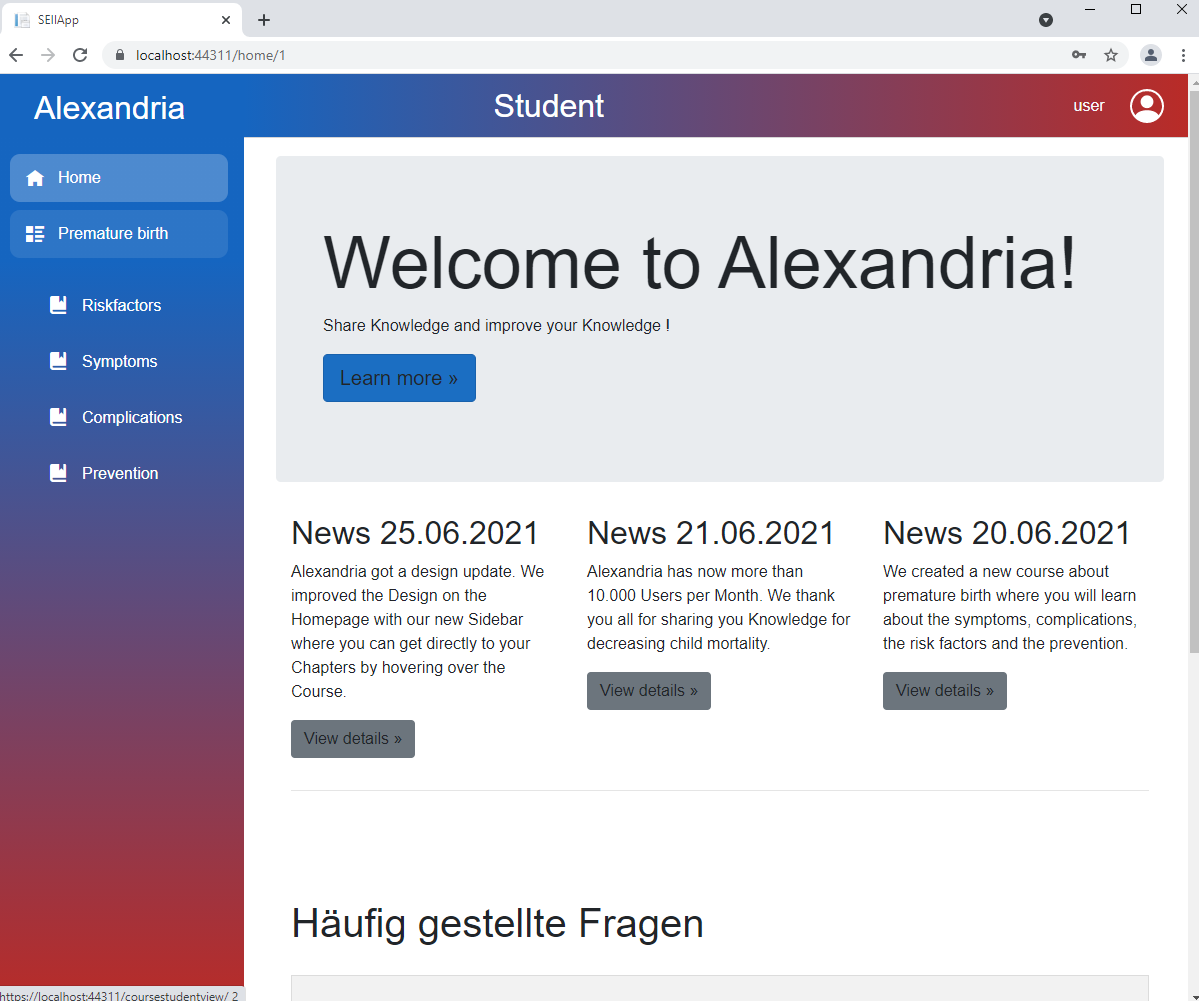 SEIIApp
localhost:44311/home/1
Alexandria
Student
user
Home
Premature birth
Riskfactors
Symptoms
Complications
Prevention
Welcome to Alexandria!
Share Knowledge and improve your Knowledge !
Learn more »
News 25.06.2021
Alexandria got a design update. We
improved the Design on the
Homepage with our new Sidebar
where you can get directly to your
Chapters by hovering over the
Course.
View details »
News 21.06.2021
Alexandria has now more than
10.000 Users per Month. We thank
you all for sharing you Knowledge for
decreasing child mortality.
View details »
News 20.06.2021
We created a new course about
premature birth where you will learn
about the symptoms, complications,
the risk factors and the prevention.
View details »
Häufig gestellte Fragen
https://localhost:44311/coursestudentview/ 2